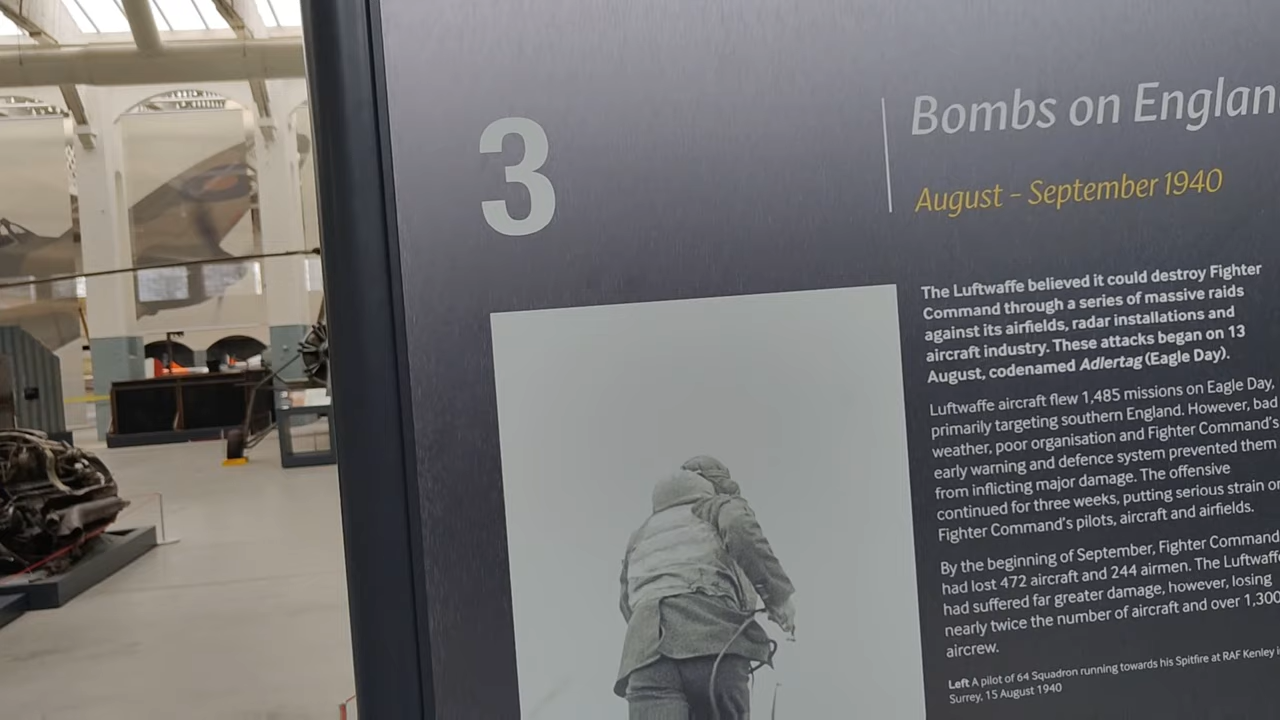 3
Bombs on Englan
August – September 1940
The Luftwaffe believed it could destroy Fighter
Command through a series of massive raids
against its airfields, radar installations and
aircraft industry. These attacks began on 13
August, codenamed Adlertag (Eagle Day).
Luftwaffe aircraft flew 1,485 missions on Eagle Day,
primarily targeting southern England. However, bad
weather, poor organisation and Fighter Command's
early warning and defence system prevented them
from inflicting major damage. The offensive
continued for three weeks, putting serious strain on
Fighter Command's pilots, aircraft and airfields.
By the beginning of September, Fighter Command
had lost 472 aircraft and 244 airmen. The Luftwaffe
had suffered far greater damage, however, losing
nearly twice the number of aircraft and over 1,300
aircrew.
Left A pilot of 64 Squadron running towards his Spitfire at RAF Kenley i
Surrey, 15 August 1940